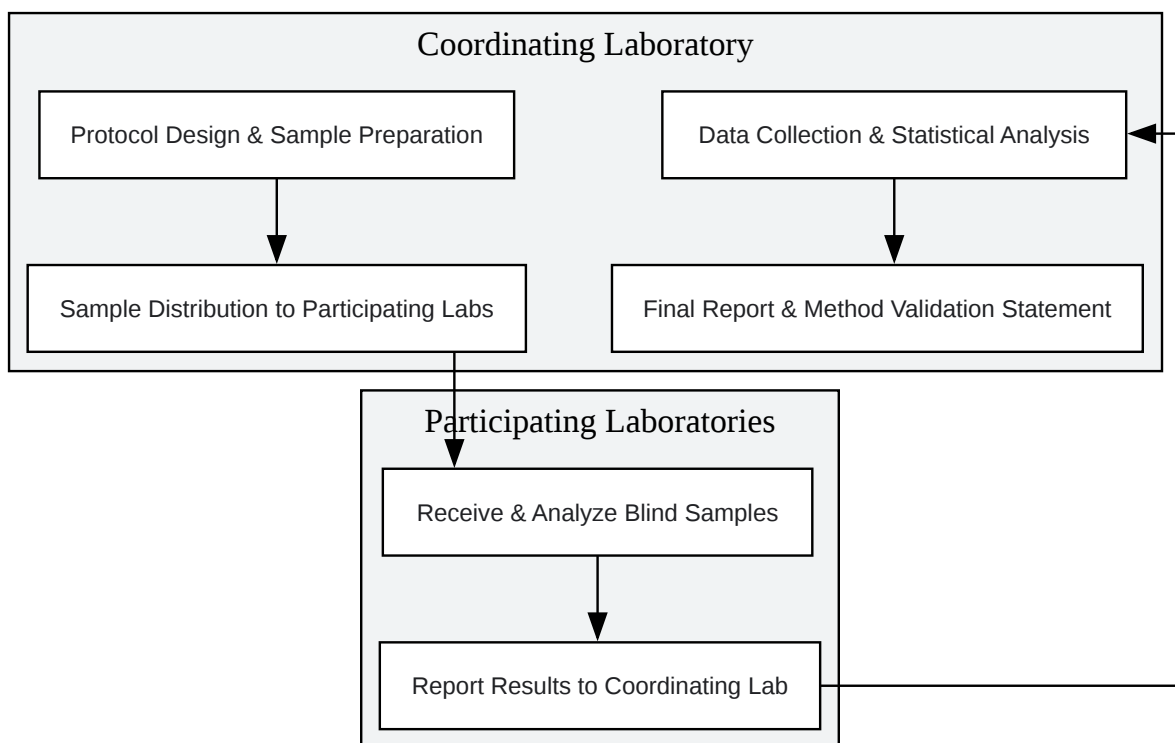 Coordinating Laboratory
Protocol Design & Sample Preparation
Data Collection & Statistical Analysis
Sample Distribution to Participating Labs
Final Report & Method Validation Statement
Participating Laboratories
Receive & Analyze Blind Samples
Report Results to Coordinating Lab